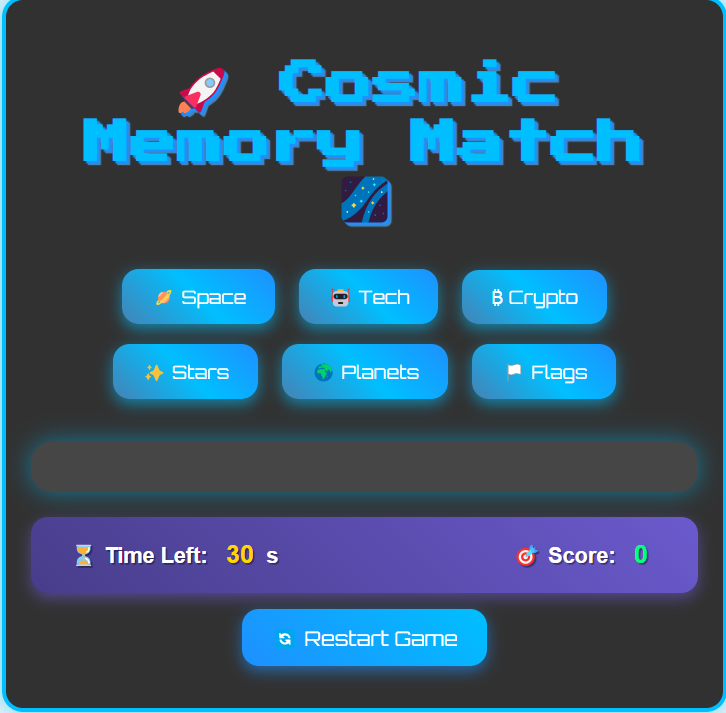 🚀 Cosmic
Memory Match
🌌
🪐 Space 🤖 Tech ₿ Crypto
✨ Stars 🌍 Planets 🏳️ Flags
⏳ Time Left: 30 s 🎯 Score: 0
🔄 Restart Game